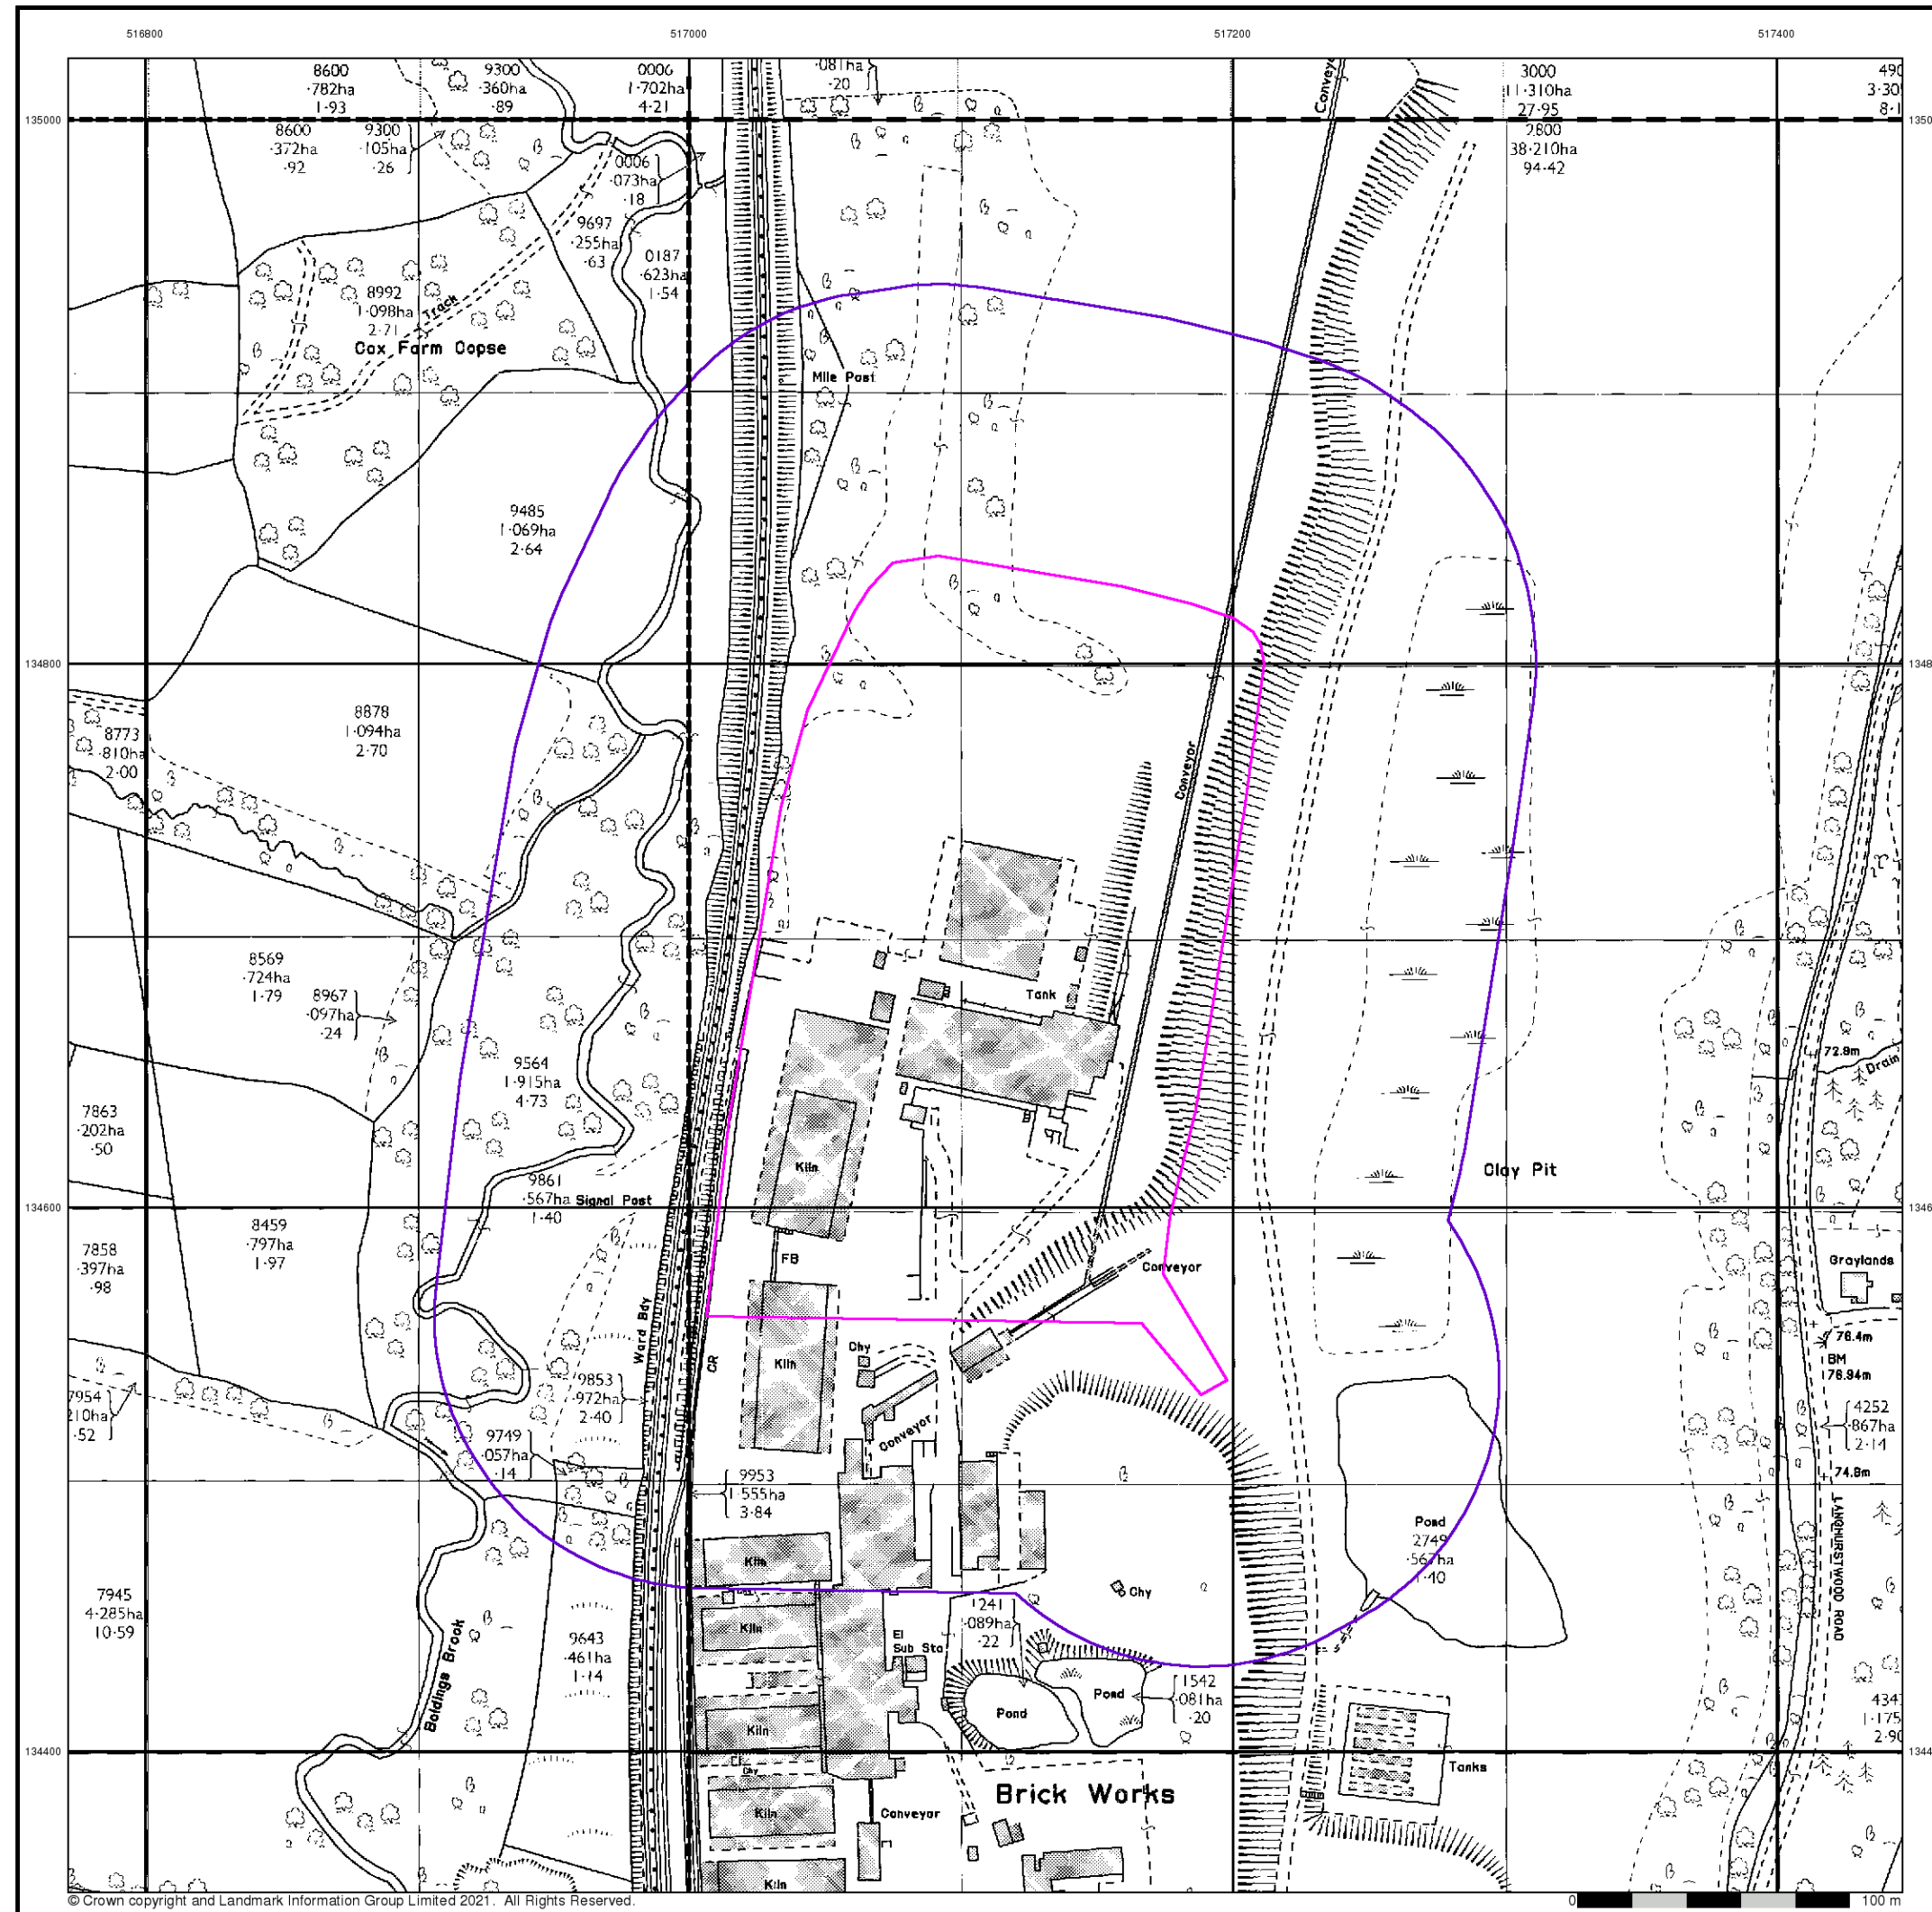 516800
517000
517200
517400
8600
·782ha
1·93
9300
·360ha
·89
0006
1·702ha
4·21
·081ha
·20
Conveyor
3000
11·310ha
27·95
135000
8600
·372ha
·92
9300
·105ha
·26
0006
·073ha
·18
2800
38·210ha
94·42
9697
·255ha
·63
0187
·623ha
1·54
8992
1·098ha
2·71
Track
Cox Farm Copse
Mile Post
9485
1·069ha
2·64
134800
8878
1·094ha
2·70
8773
·810ha
2·00
Conveyor
8569
·724ha
1·79
8967
·097ha
·24
Tank
72.9m
Drain
9564
1·915ha
4·73
7863
·202ha
·50
Kiln
Clay Pit
9861
·567ha
1·40
Signal Post
134600
8459
·797ha
1·97
7858
·397ha
·98
FB
Conveyor
Graylands
Ward Bdy
CR
Chy
Kiln
76.4m
BM
76.94m
9853
·972ha
2·40
7954
·210ha
·52
4252
·867ha
2·14
Conveyor
9749
·057ha
·14
9953
1·555ha
3·84
74.8m
LANGHURSTWOOD ROAD
Pond
2749
·567ha
1·40
Kiln
Chy
7945
4·285ha
10·59
Boldings Brook
9643
·461ha
1·14
Kiln
1241
·089ha
·22
El
Sub Sta
1542
·081ha
·20
Pond
Pond
Kiln
134400
Chy
Tanks
Brick Works
Kiln
Conveyor
Kiln
© Crown copyright and Landmark Information Group Limited 2021. All Rights Reserved.
0
100 m